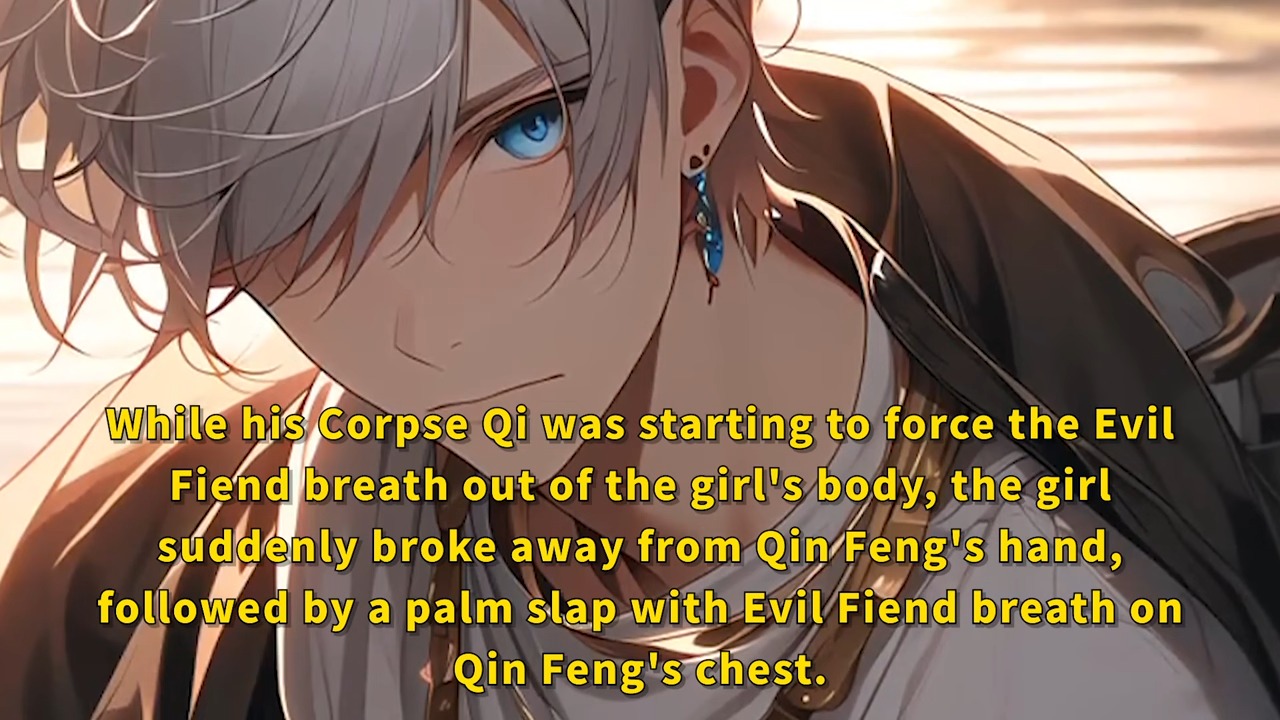 While his Corpse Qi was starting to force the Evil
Fiend breath out of the girl's body, the girl
suddenly broke away from Qin Feng's hand,
followed by a palm slap with Evil Fiend breath on
Qin Feng's chest.